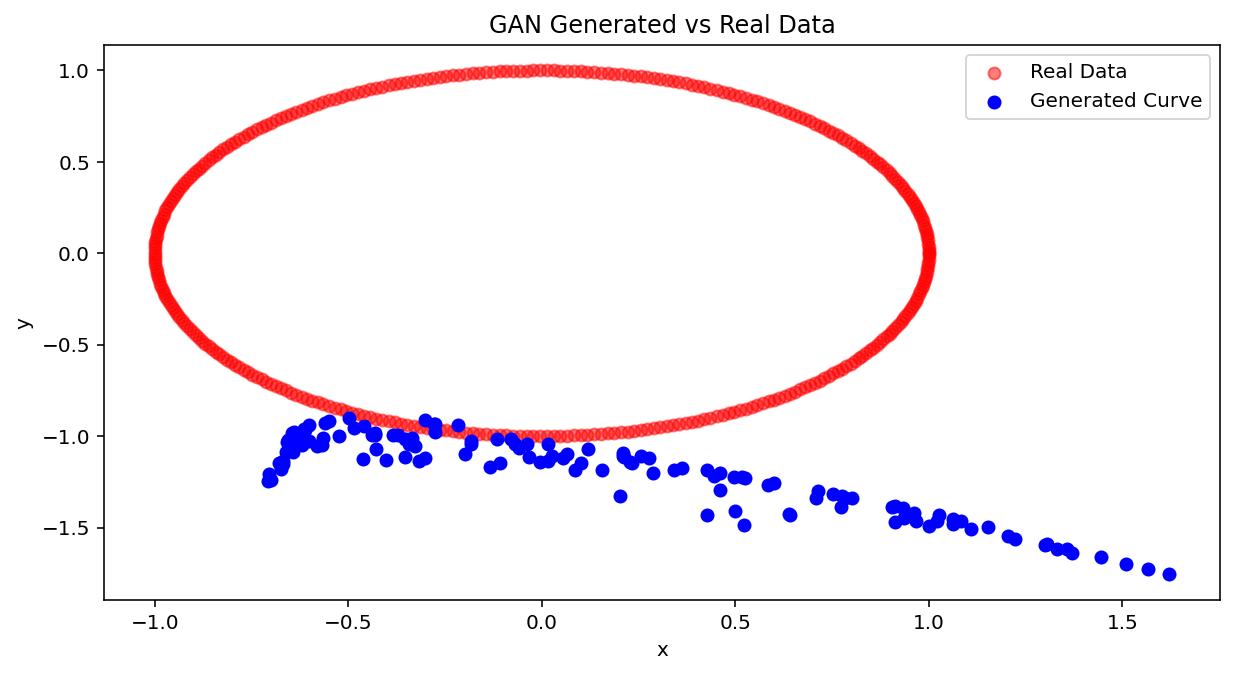 GAN Generated vs Real Data
Real Data
Generated Curve
1.0
0.5
0.0
−0.5
−1.0
−1.5
y
−1.0 −0.5 0.0 0.5 1.0 1.5
x